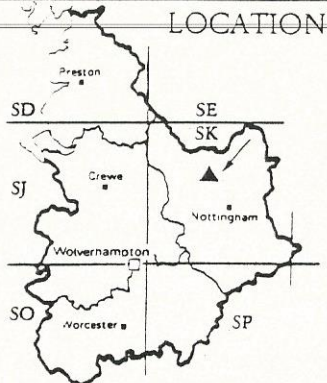 LOCATION
Preston
SD SE
SK
SJ Crewe
Nottingham
Wolverhampton
SO SP
Worcester